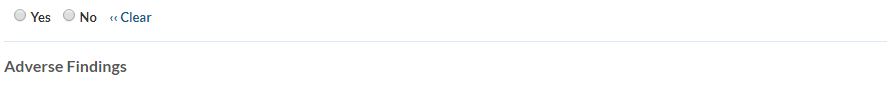 Yes No ‹‹ Clear
Adverse Findings